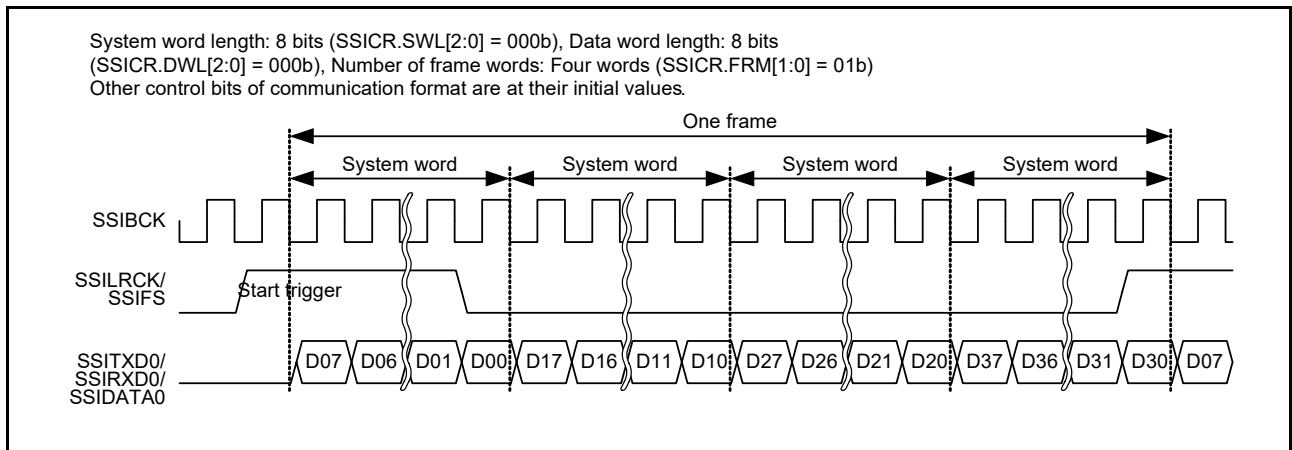 System word length: 8 bits (SSICR.SWL[2:0] = 000b), Data word length: 8 bits
(SSICR.DWL[2:0] = 000b), Number of frame words: Four words (SSICR.FRM[1:0] = 01b)
Other control bits of communication format are at their initial values.
One frame
System word System word System word System word
SSIBCK
SSILRCK/
SSIFS
Start trigger
SSITXD0/
SSIRXD0/
SSIDATA0
D07 D06 D01 D00 D17 D16 D11 D10 D27 D26 D21 D20 D37 D36 D31 D30 D07